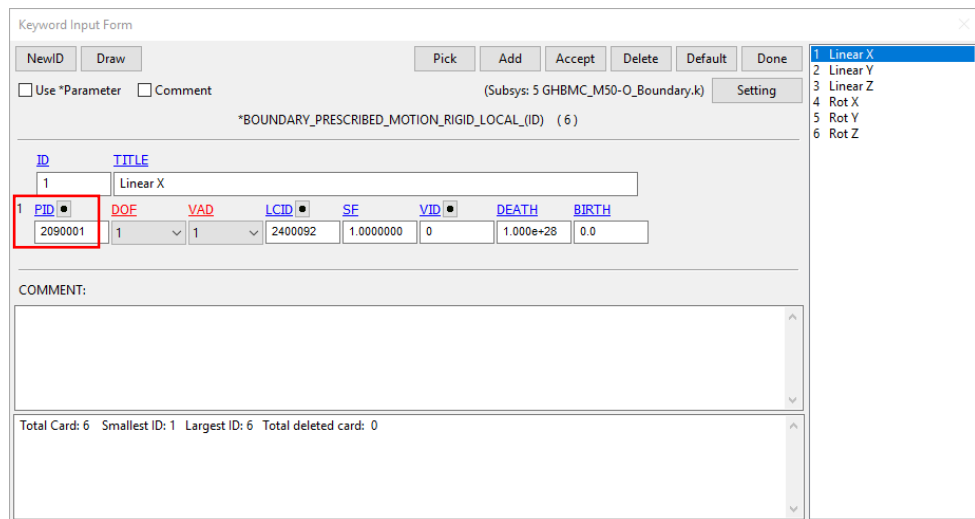 Keyword Input Form
NewID Draw Pick Add Accept Delete Default Done
Use *Parameter Comment (Subsys: 5 GHBMC_M50-O_Boundary.k) Setting
*BOUNDARY_PRESCRIBED_MOTION_RIGID_LOCAL_(ID) (6)
ID TITLE
1 Linear X
1 PID DOF VAD LCID SF VID DEATH BIRTH
2090001 1 1 2400092 1.0000000 0 1.000e+28 0.0
COMMENT:
Total Card: 6 Smallest ID: 1 Largest ID: 6 Total deleted card: 0
1 Linear X
2 Linear Y
3 Linear Z
4 Rot X
5 Rot Y
6 Rot Z